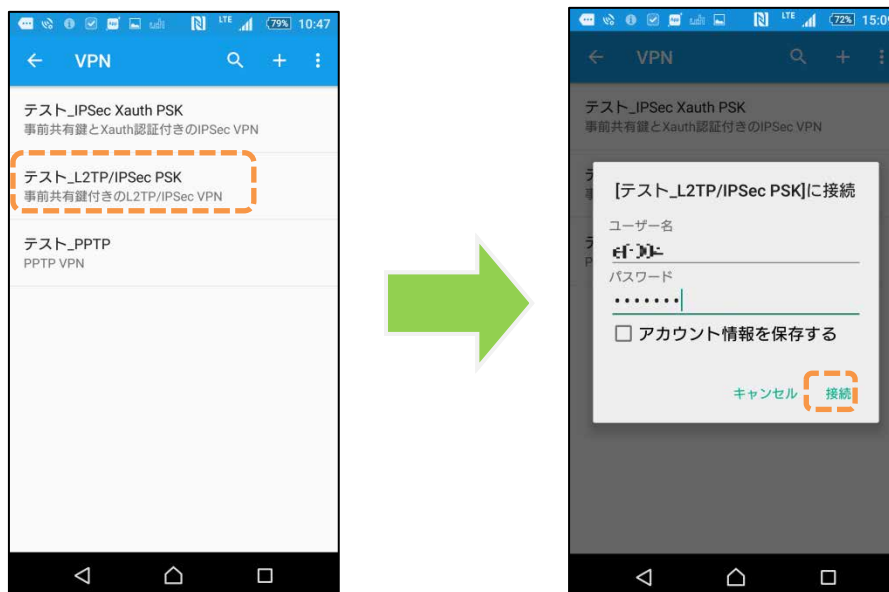 LTE 79% 10:47
VPN
テスト_IPSec Xauth PSK
事前共有鍵とXauth認証付きのIPSec VPN
テスト_L2TP/IPSec PSK
事前共有鍵付きのL2TP/IPSec VPN
テスト_PPTP
PPTP VPN
LTE 72% 15:09
VPN
テスト_IPSec Xauth PSK
事前共有鍵とXauth認証付きのIPSec VPN
[テスト_L2TP/IPSec PSK]に接続
ユーザー名
パスワード
•••••••
アカウント情報を保存する
キャンセル 接続